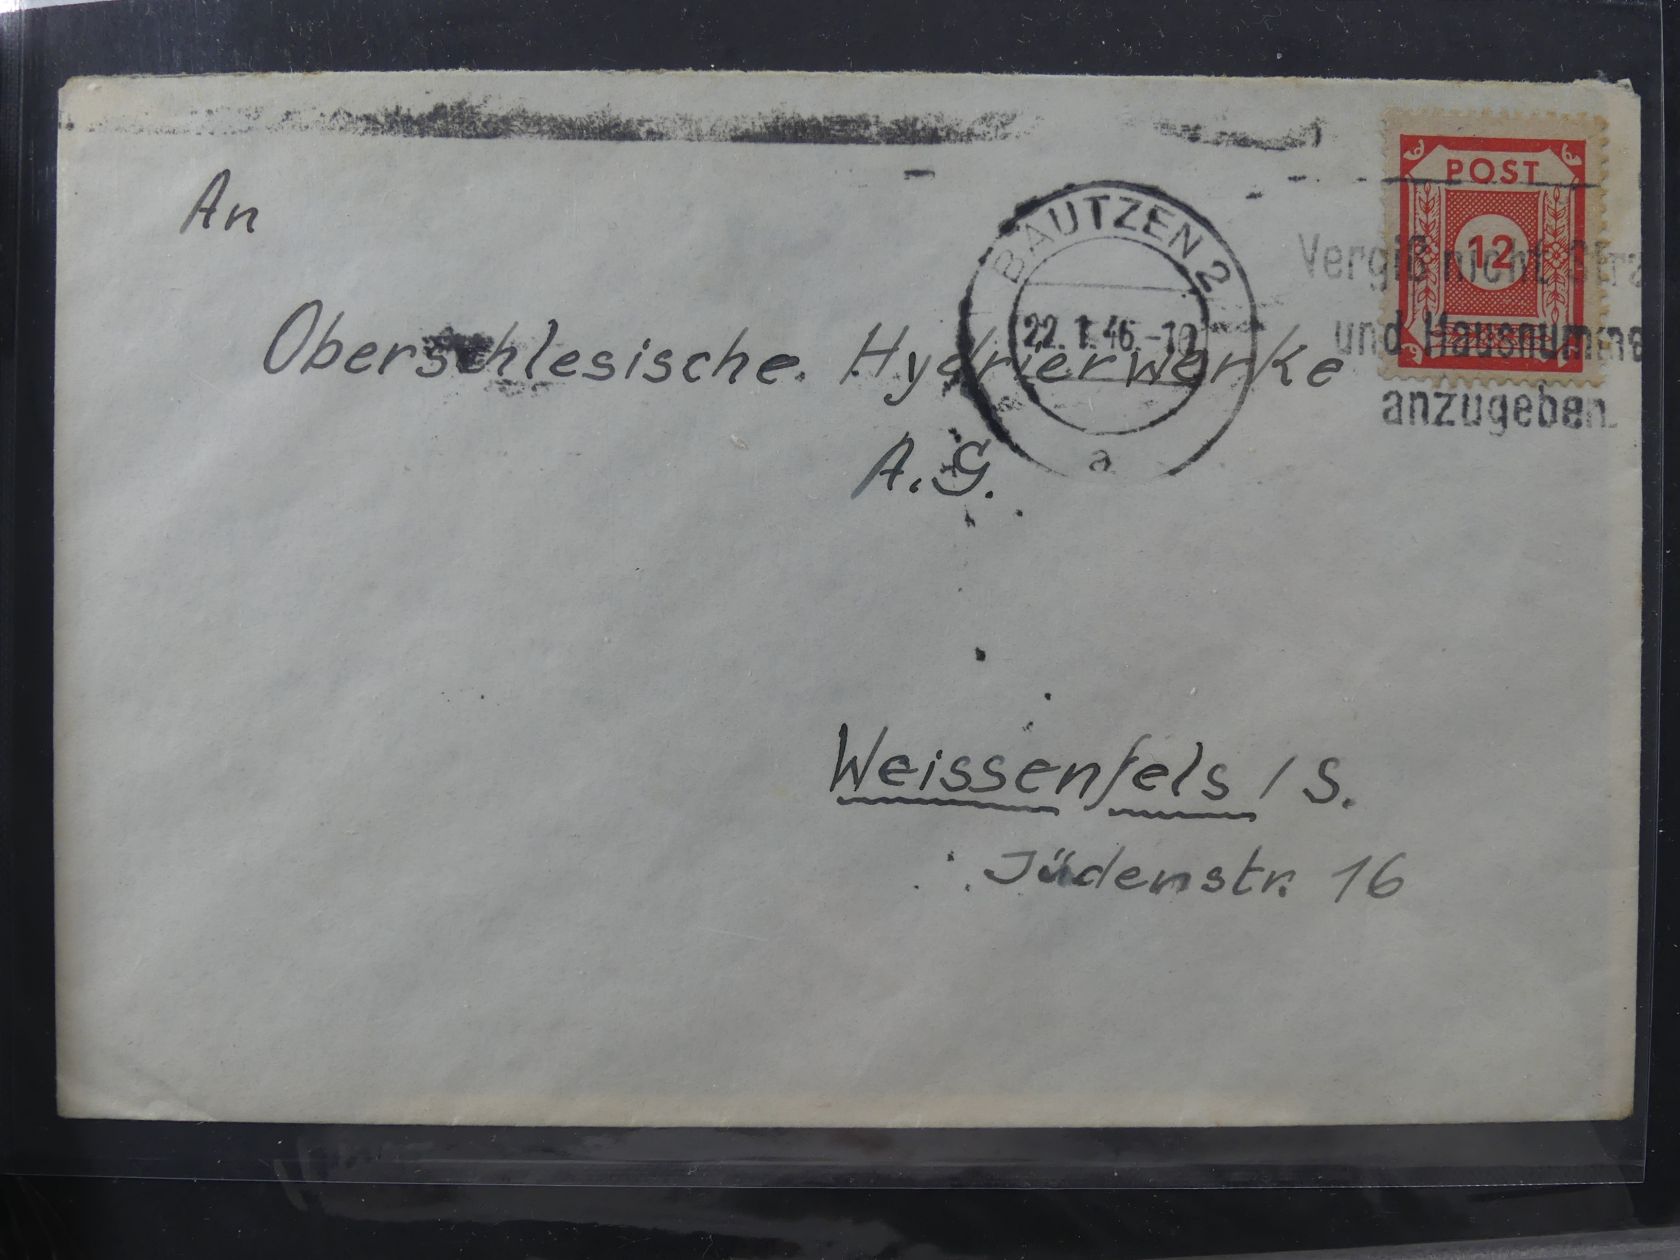 An
Oberschlesische Hydrierwerke
A.G.
Weissenfels / S.
Jüdenstr. 16
BAUTZEN 2
22.1.46.-10
a
POST
12
Vergiß nicht Stra
und Hausnumme
anzugeben.